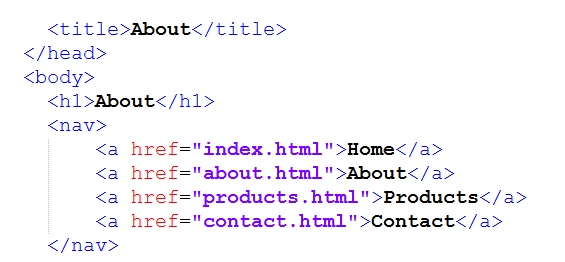 <title>About</title>
</head>
<body>
<h1>About</h1>
<nav>
<a href="index.html">Home</a>
<a href="about.html">About</a>
<a href="products.html">Products</a>
<a href="contact.html">Contact</a>
</nav>